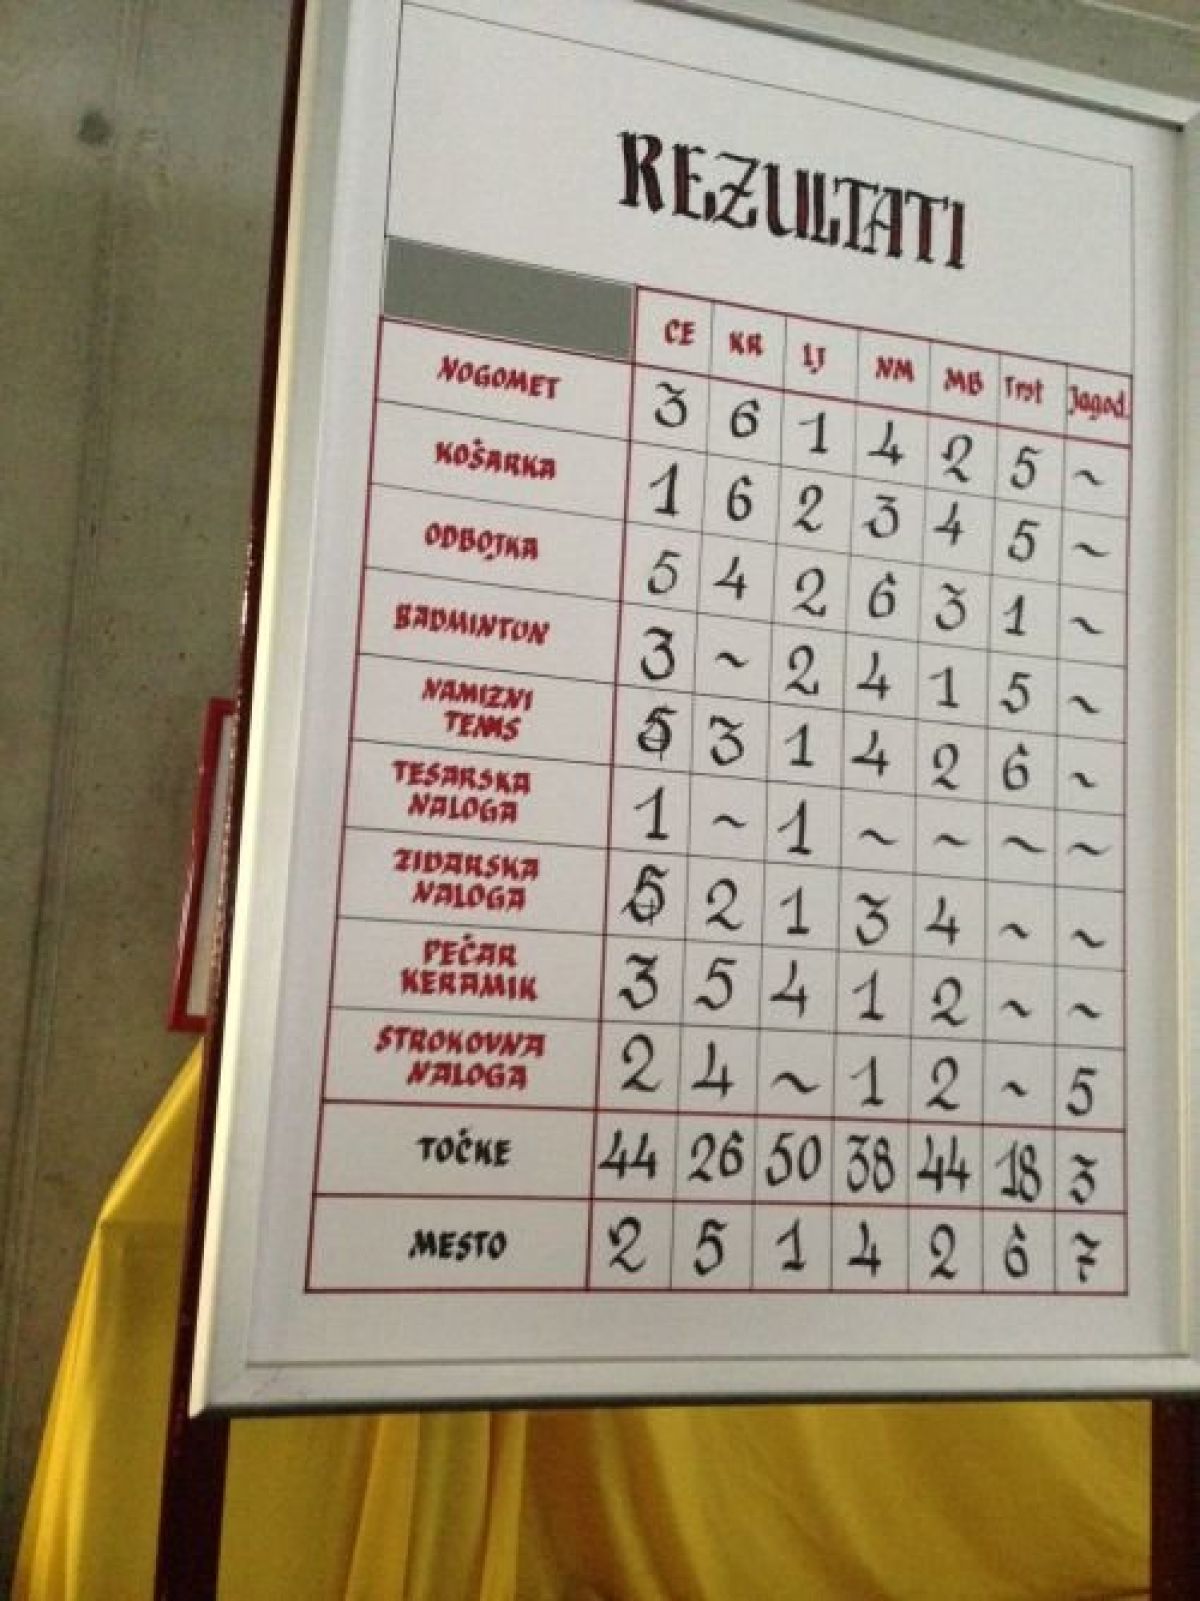 REZULTATI
CE KR LJ NM MB Trst Jagod.
NOGOMET 3 6 1 4 2 5 ~
KOŠARKA 1 6 2 3 4 5 ~
ODBOJKA 5 4 2 6 3 1 ~
BADMINTON 3 ~ 2 4 1 5 ~
NAMIZNI
TENIS 5 3 1 4 2 6 ~
TESARSKA
NALOGA 1 ~ 1 ~ ~ ~ ~
ZIDARSKA
NALOGA 5 2 1 3 4 ~ ~
PEČAR
KERAMIK 3 5 4 1 2 ~ ~
STROKOVNA
NALOGA 2 4 ~ 1 2 ~ 5
TOČKE 44 26 50 38 44 18 3
MESTO 2 5 1 4 2 6 7